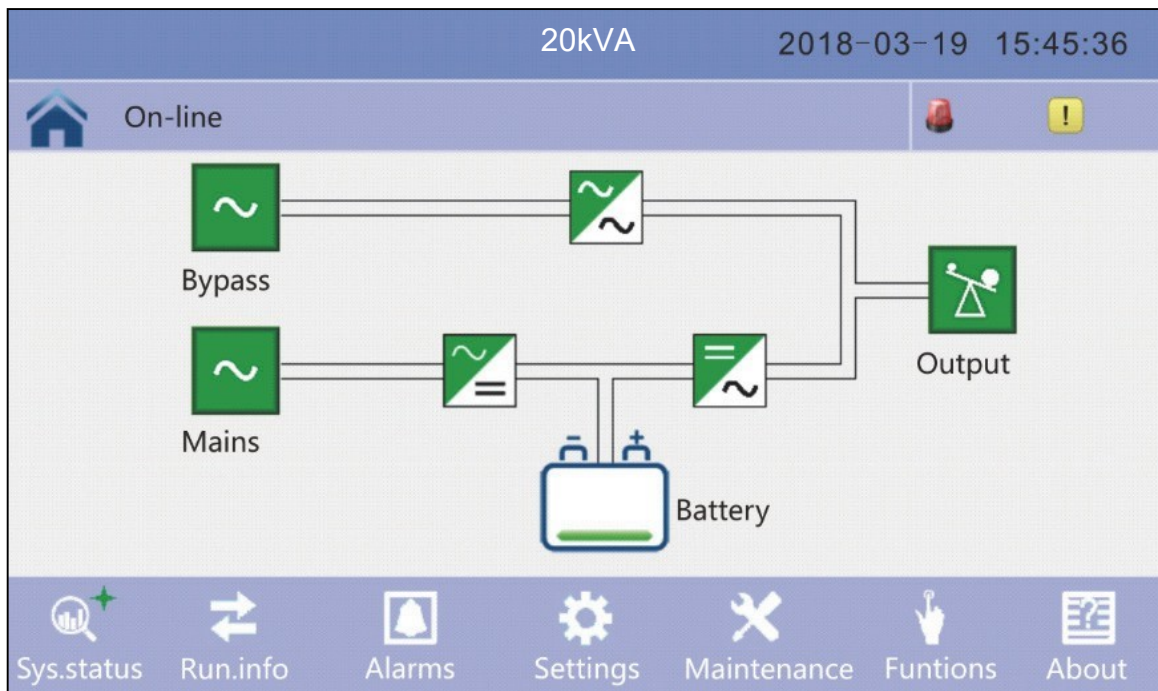 20kVA 2018-03-19 15:45:36
On-line
!
Bypass
Output
Mains
Battery
Sys.status Run.info Alarms Settings Maintenance Funtions About